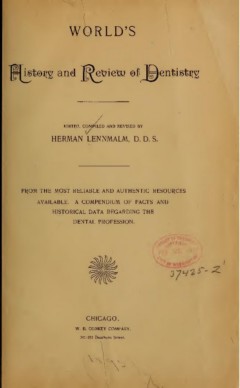 WORLD'S
History and Review of Dentistry
EDITED, COMPILED AND REVISED BY
HERMAN LENNMALM, D. D. S.
FROM THE MOST RELIABLE AND AUTHENTIC RESOURCES
AVAILABLE. A COMPENDIUM OF FACTS AND
HISTORICAL DATA REGARDING THE
DENTAL PROFESSION.
37425-2
CHICAGO,
W. B. CONKEY COMPANY,